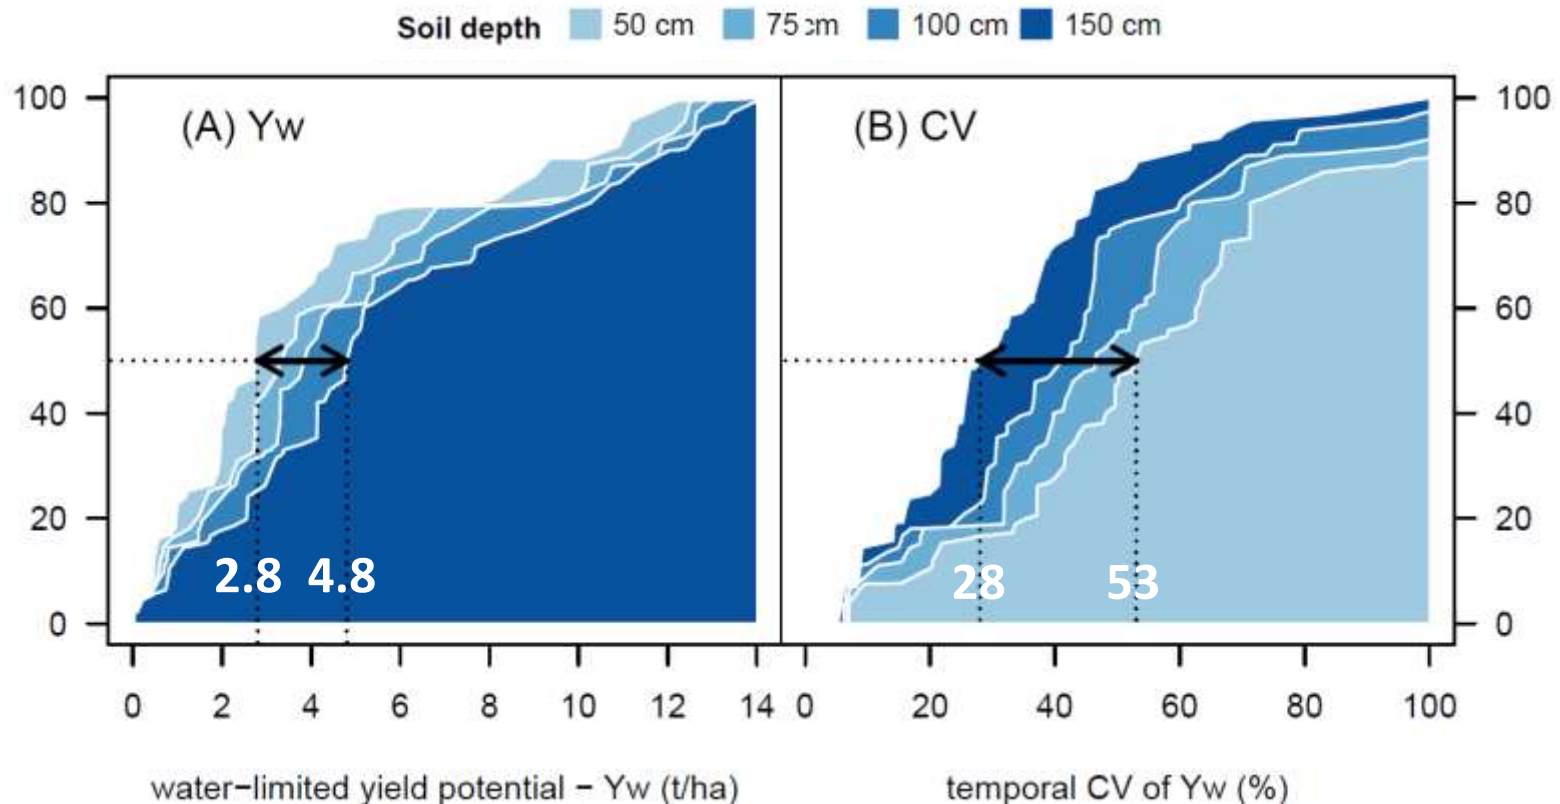 Soil depth 50 cm 75 cm 100 cm 150 cm
(A) Yw
(B) CV
100 100
80 80
60 60
40 40
20 20
0 0
2.8 4.8 28 53
0 2 4 6 8 10 12 14 0 20 40 60 80 100
water-limited yield potential - Yw (t/ha) temporal CV of Yw (%)